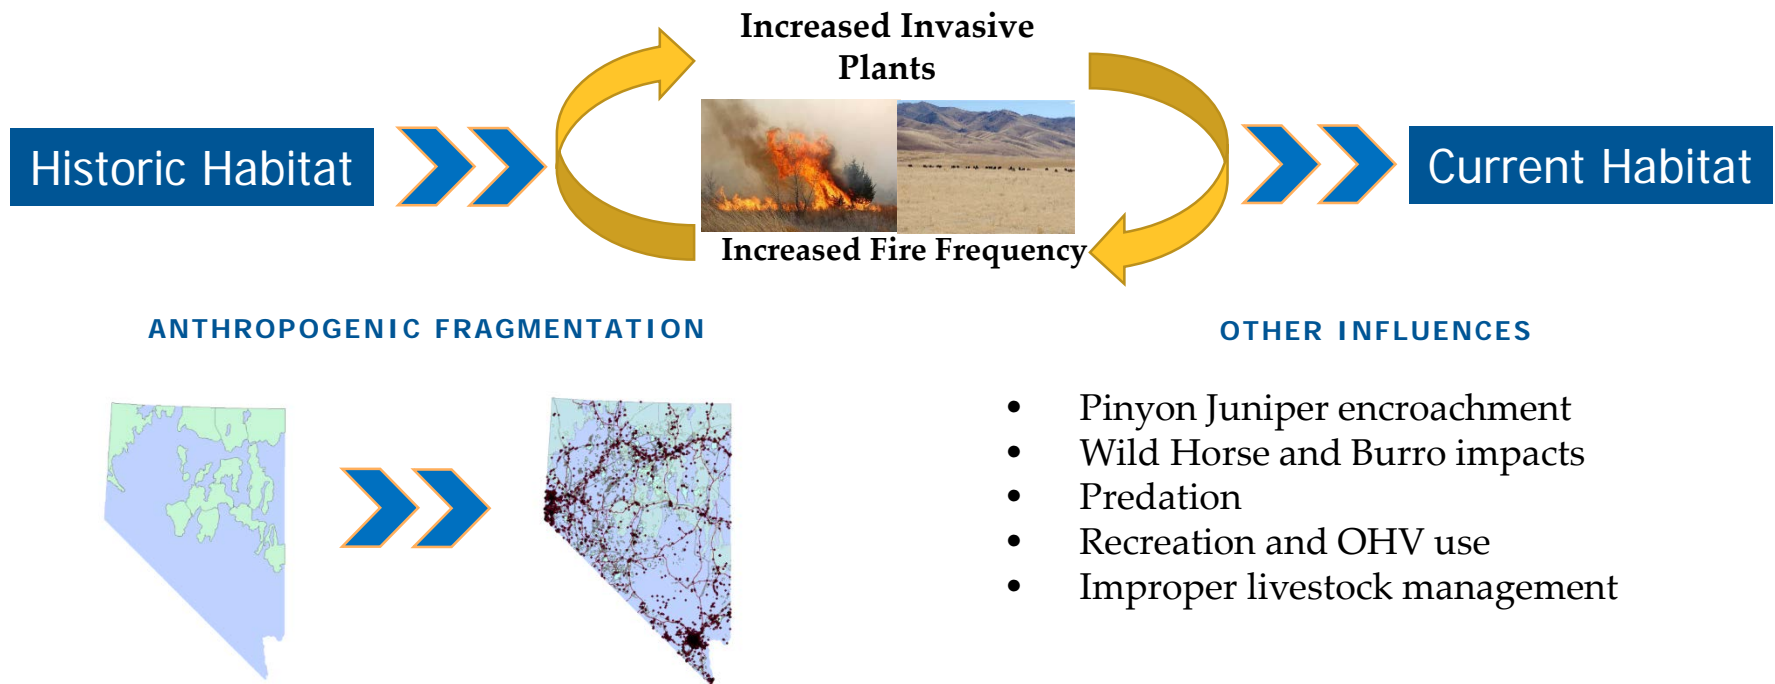 Increased Invasive
Plants
Historic Habitat
Current Habitat
Increased Fire Frequency
ANTHROPOGENIC FRAGMENTATION
OTHER INFLUENCES
• Pinyon Juniper encroachment
• Wild Horse and Burro impacts
• Predation
• Recreation and OHV use
• Improper livestock management